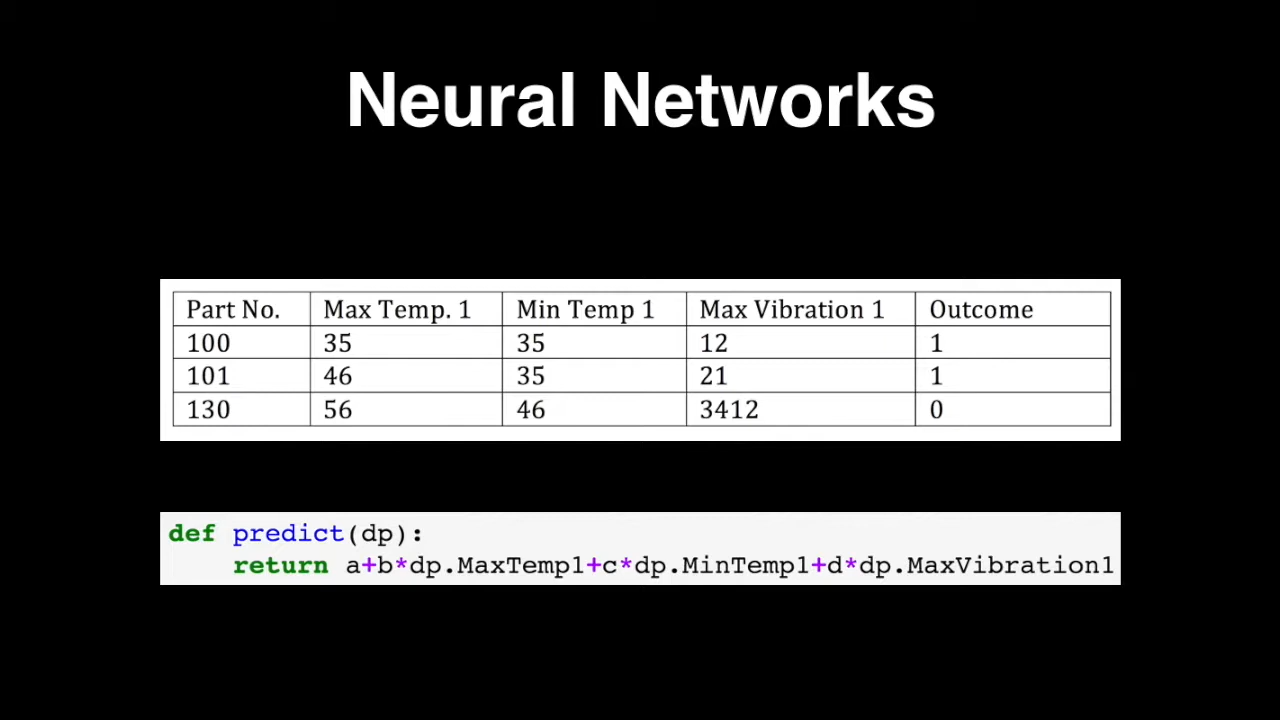 Neural Networks
Part No. Max Temp. 1 Min Temp 1 Max Vibration 1 Outcome
100 35 35 12 1
101 46 35 21 1
130 56 46 3412 0
def predict(dp):
    return a+b*dp.MaxTemp1+c*dp.MinTemp1+d*dp.MaxVibration1